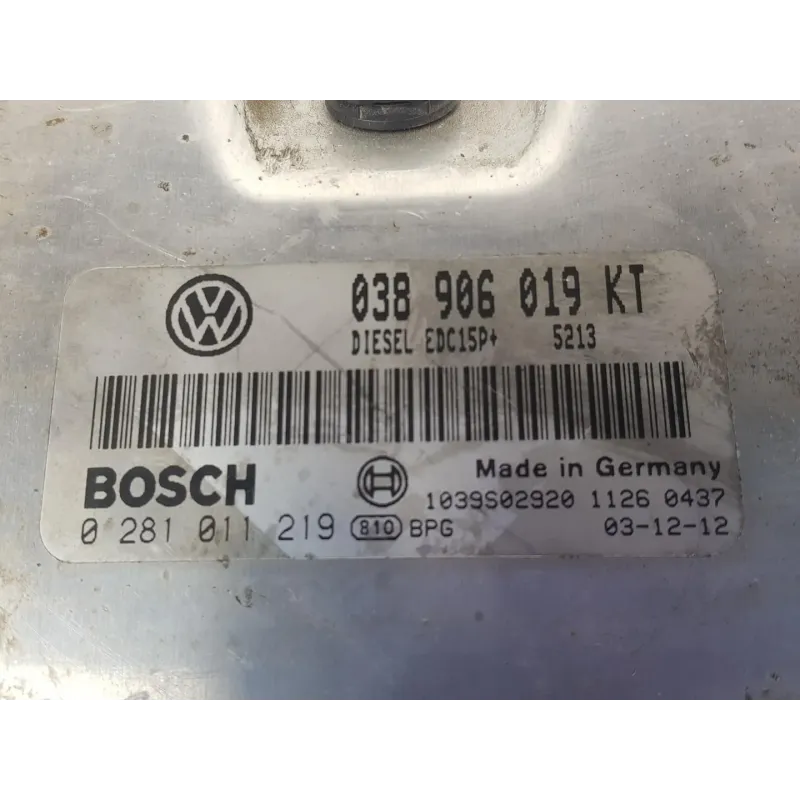 038 906 019 KT
DIESEL EDC15P+ 5213
BOSCH
Made in Germany
1039S02920 1126 0437
0 281 011 219 810 BPG 03-12-12